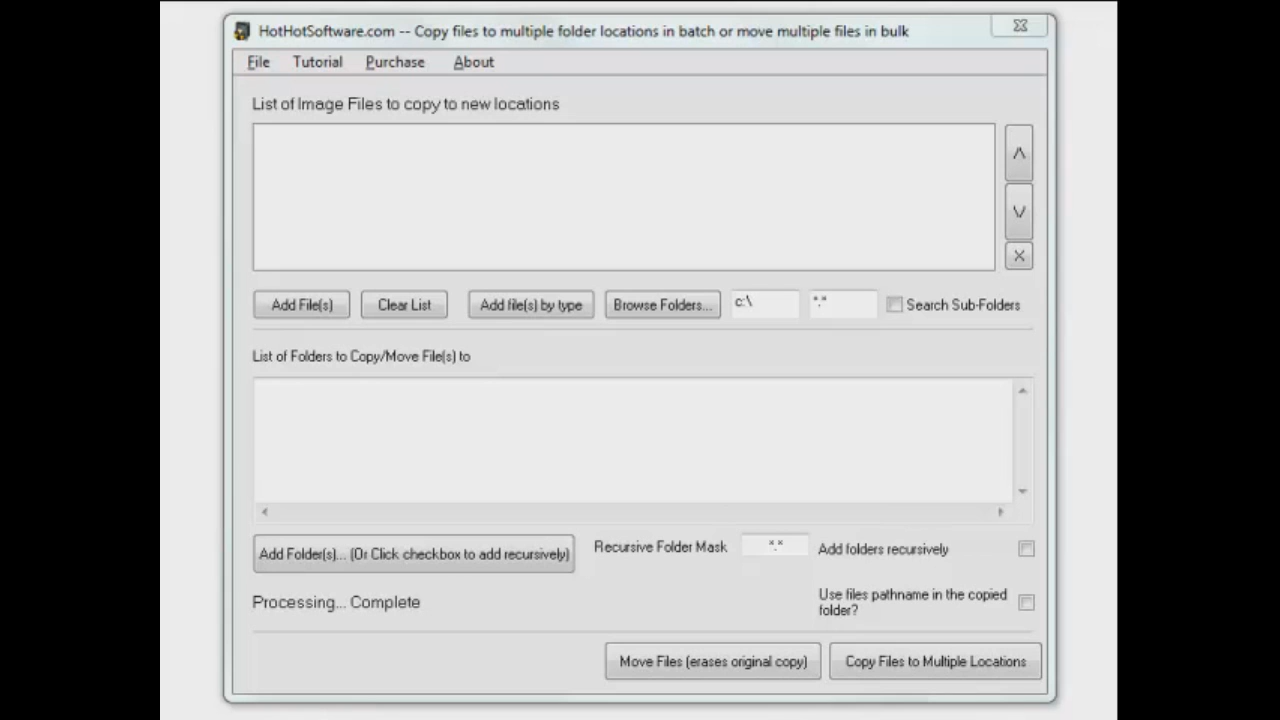 HotHotSoftware.com -- Copy files to multiple folder locations in batch or move multiple files in bulk
File Tutorial Purchase About
List of Image Files to copy to new locations
/\
\/
X
Add File(s) Clear List Add file(s) by type Browse Folders... c:\ *.* Search Sub-Folders
List of Folders to Copy/Move File(s) to
Add Folder(s)... (Or Click checkbox to add recursively) Recursive Folder Mask *.* Add folders recursively
Processing... Complete
Use files pathname in the copied
folder?
Move Files (erases original copy) Copy Files to Multiple Locations